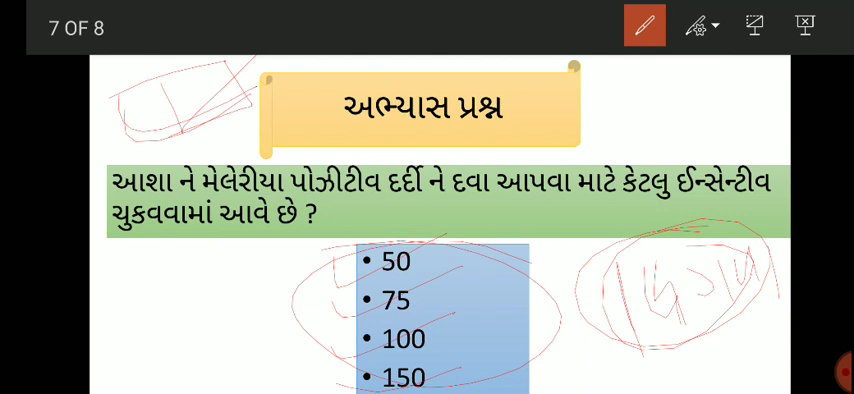 7 OF 8
અભ્યાસ પ્રશ્ન
આશા ને મેલેરીયા પોઝીટીવ દર્દી ને દવા આપવા માટે કેટલુ ઈન્સેન્ટીવ
ચુકવવામાં આવે છે ?
• 50
• 75
• 100
• 150